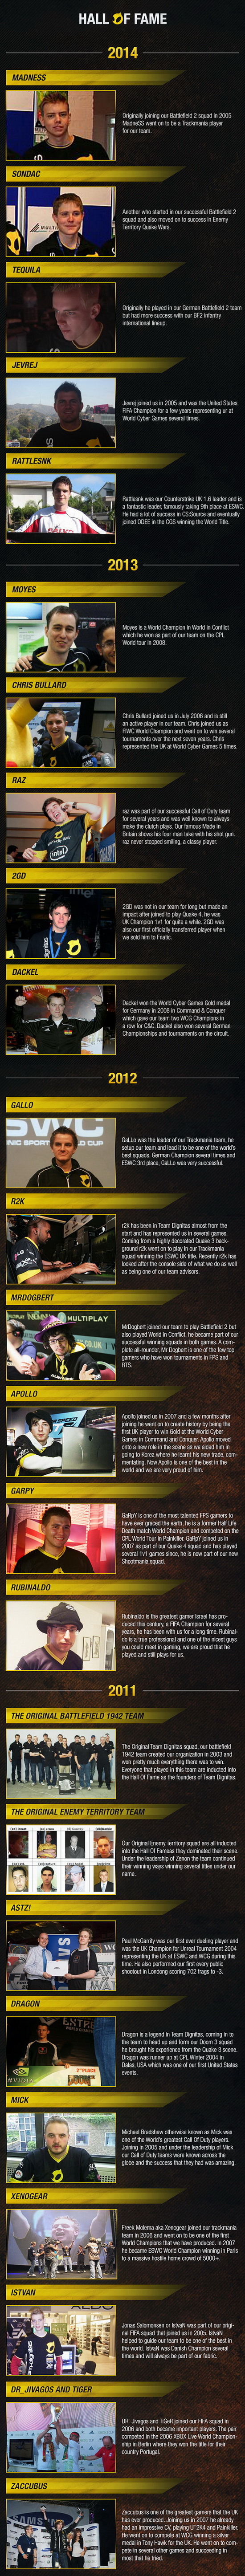 HALL OF FAME
2014
MADNESS
Originally joining our Battlefield 2 squad in 2005
MadneSS went on to be a Trackmania player
for our team.
SONDAC
Another who started in our successful Battlefield 2
squad and also moved on to success in Enemy
Territory Quake Wars.
TEQUILA
Originally he played in our German Battlefield 2 team
but had more success with our BF2 Infantry
international lineup.
JEVREJ
Jevrej joined us in 2005 and was the United States
FIFA Champion for a few years representing ur at
World Cyber Games several times.
RATTLESNK
Rattlesnk was our Counterstrike UK 1.6 leader and is
a fantastic leader, famously taking 9th place at ESWC.
He had a lot of success in CS:Source and eventually
joined ODEE in the CGS winning the World Title.
2013
MOYES
Moyes is a World Champion in World in Conflict
which he won as part of our team on the CPL
World tour in 2008.
CHRIS BULLARD
Chris Bullard joined us in July 2006 and is still
an active player in our team. Chris joined us as
FIWC World Champion and went on to win several
tournaments over the next seven years. Chris
represented the UK at World Cyber Games 5 times.
RAZ
raz was part of our successful Call of Duty team
for several years and was well known to always
make the clutch plays. Our famous Made in
Britain shows his four man take with his shot gun.
raz never stopped smiling, a classy player.
intel
2GD
2GD was not in our team for long but made an
impact after joined to play Quake 4, he was
UK Champion 1v1 for quite a while. 2GD was
also our first officially transferred player when
we sold him to Fnatic.
DACKEL
Dackel won the World Cyber Games Gold medal
for Germany in 2008 in Command & Conquer
which gave our team two WCG Champions in
a row for C&C. Dackel also won several German
Championships and tournaments on the circuit.
2012
GALLO
GaLLo was the leader of our Trackmania team, he
setup our team and lead it to be one of the world's
best squads. German Champion several times and
ESWC 3rd place, GaLLo was very successful.
R2K
r2k has been in Team Dignitas almost from the
start and has represented us in several games.
Coming from a highly decorated Quake 3 back-
ground r2k went on to play in our Trackmania
squad winning the ESWC UK title. Recently r2k has
looked after the console side of what we do as well
as being one of our team advisors.
MRDOGBERT
MULTIPLAY
MrDogbert joined our team to play Battlefield 2 but
also played World in Conflict, he became part of our
successful winning squads in both games. A com-
plete all-rounder, Mr Dogbert is one of the few top
gamers who have won tournaments in FPS and
RTS.
APOLLO
Apollo joined us in 2007 and a few months after
joining he went on to create history by being the
first UK player to win Gold at the World Cyber
Games in Command and Conquer. Apollo moved
onto a new role in the scene as we aided him in
going to Korea where he learnt his new trade, com-
mentating. Now Apollo is one of the best in the
world and we are very proud of him.
GARPY
GaRpY is one of the most talented FPS gamers to
have ever graced the earth, he is a former Half Life
Death match World Champion and competed on the
CPL World Tour in Painkiller. GaRpY joined us in
2007 as part of our Quake 4 squad and has played
several 1v1 games since, he is now part of our new
Shootmania squad.
RUBINALDO
Rubinaldo is the greatest gamer Israel has pro-
duced this century, a FIFA Champion for several
years, he has been with us for a long time. Rubinal-
do is a true professional and one of the nicest guys
you could meet in gaming, we are proud that he
played and still plays for us.
2011
THE ORIGINAL BATTLEFIELD 1942 TEAM
The Original Team Dignitas squad, our battlefield
1942 team created our organization in 2003 and
won pretty much everything there was to win.
Everyone that played in this team are inducted into
the Hall Of Fame as the founders of Team Dignitas.
THE ORIGINAL ENEMY TERRITORY TEAM
Our Original Enemy Territory squad are all inducted
into the Hall Of Fameas they dominated their scene.
Under the leadership of Zenon the team continued
their winning ways winning several titles under our
name.
ASTZ!
Paul McGarrity was our first ever duelling player and
was the UK Champion for Unreal Tournament 2004
representing the UK at ESWC and WCG during this
time. He also performed our first every public
shootout in Londong scoring 702 frags to -3.
DRAGON
Dragon is a legend in Team Dignitas, coming in to
the team to head up and form our Doom 3 squad
he brought his experience from the Quake 3 scene.
Dragon was runner up at CPL Winter 2004 in
Dalas, USA which was one of our first United States
events.
MICK
Michael Bradshaw otherwise known as Mick was
one of the World's greatest Call Of Duty players.
Joining in 2005 and under the leadership of Mick
our Call Of Duty teams were known across the
globe and the success that they had was amazing.
XENOGEAR
Freek Molema aka Xenogear joined our trackmania
team in 2006 and went on to be one of the first
World Champions that we have produced. In 2007
he became ESWC World Champion winning in Paris
to a massive hostile home crowd of 5000+.
ISTVAN
Jonas Salomonsen or IstvaN was part of our origi-
nal FIFA squad that joined us in 2005. IstvaN
helped to guide our team to be one of the best in
the world. IstvaN was Danish Champion several
times and will always be part of our fabric.
DR_JIVAGOS AND TIGER
DR_Jivagos and TiGeR joined our FIFA squad in
2006 and both became important players. The pair
competed in the 2006 XBOX Live World Champion-
ship in Berlin where they won the title for their
country Portugal.
ZACCUBUS
SAMSUNG
Zaccubus is one of the greatest gamers that the UK
has ever produced. Joining us in 2007 he already
had an impressive CV, playing UT2K4 and Painkiller.
He went on to compete at WCG winning a silver
medal in Tony Hawk for the UK. He went on to com-
pete in several other games and succeeding in
most that he tried.